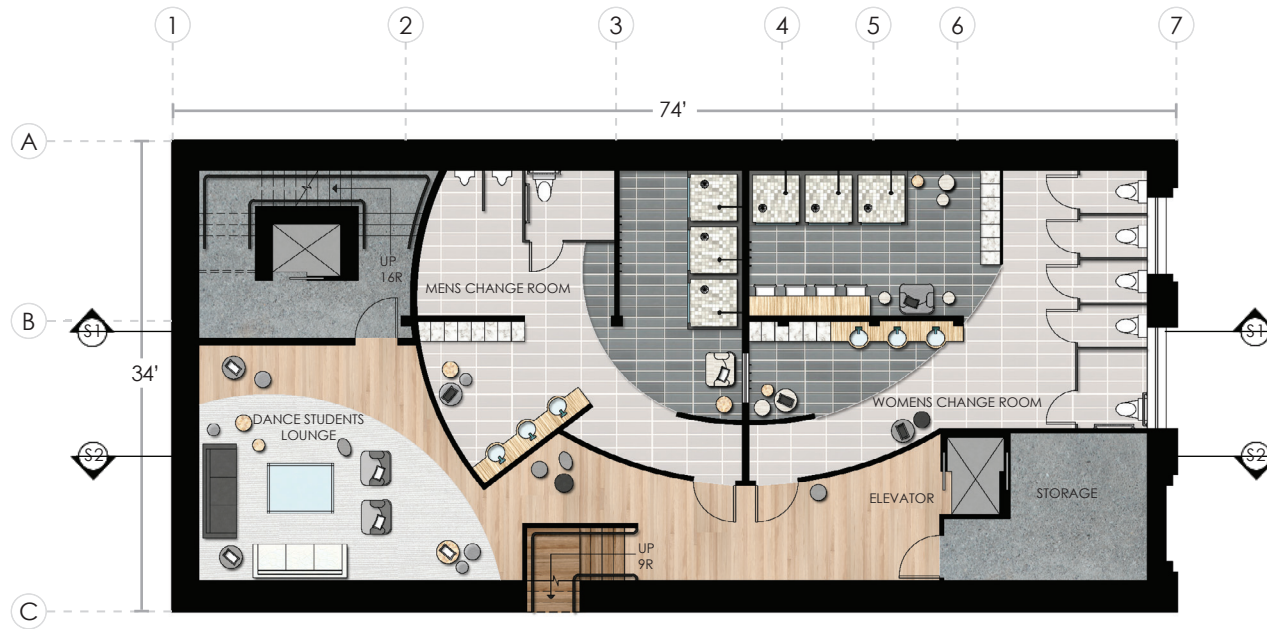 1
2
3
4
5
6
7
74'
A
B
C
34'
UP
16R
MENS CHANGE ROOM
S1
S1
DANCE STUDENTS
LOUNGE
WOMENS CHANGE ROOM
S2
S2
ELEVATOR
STORAGE
UP
9R